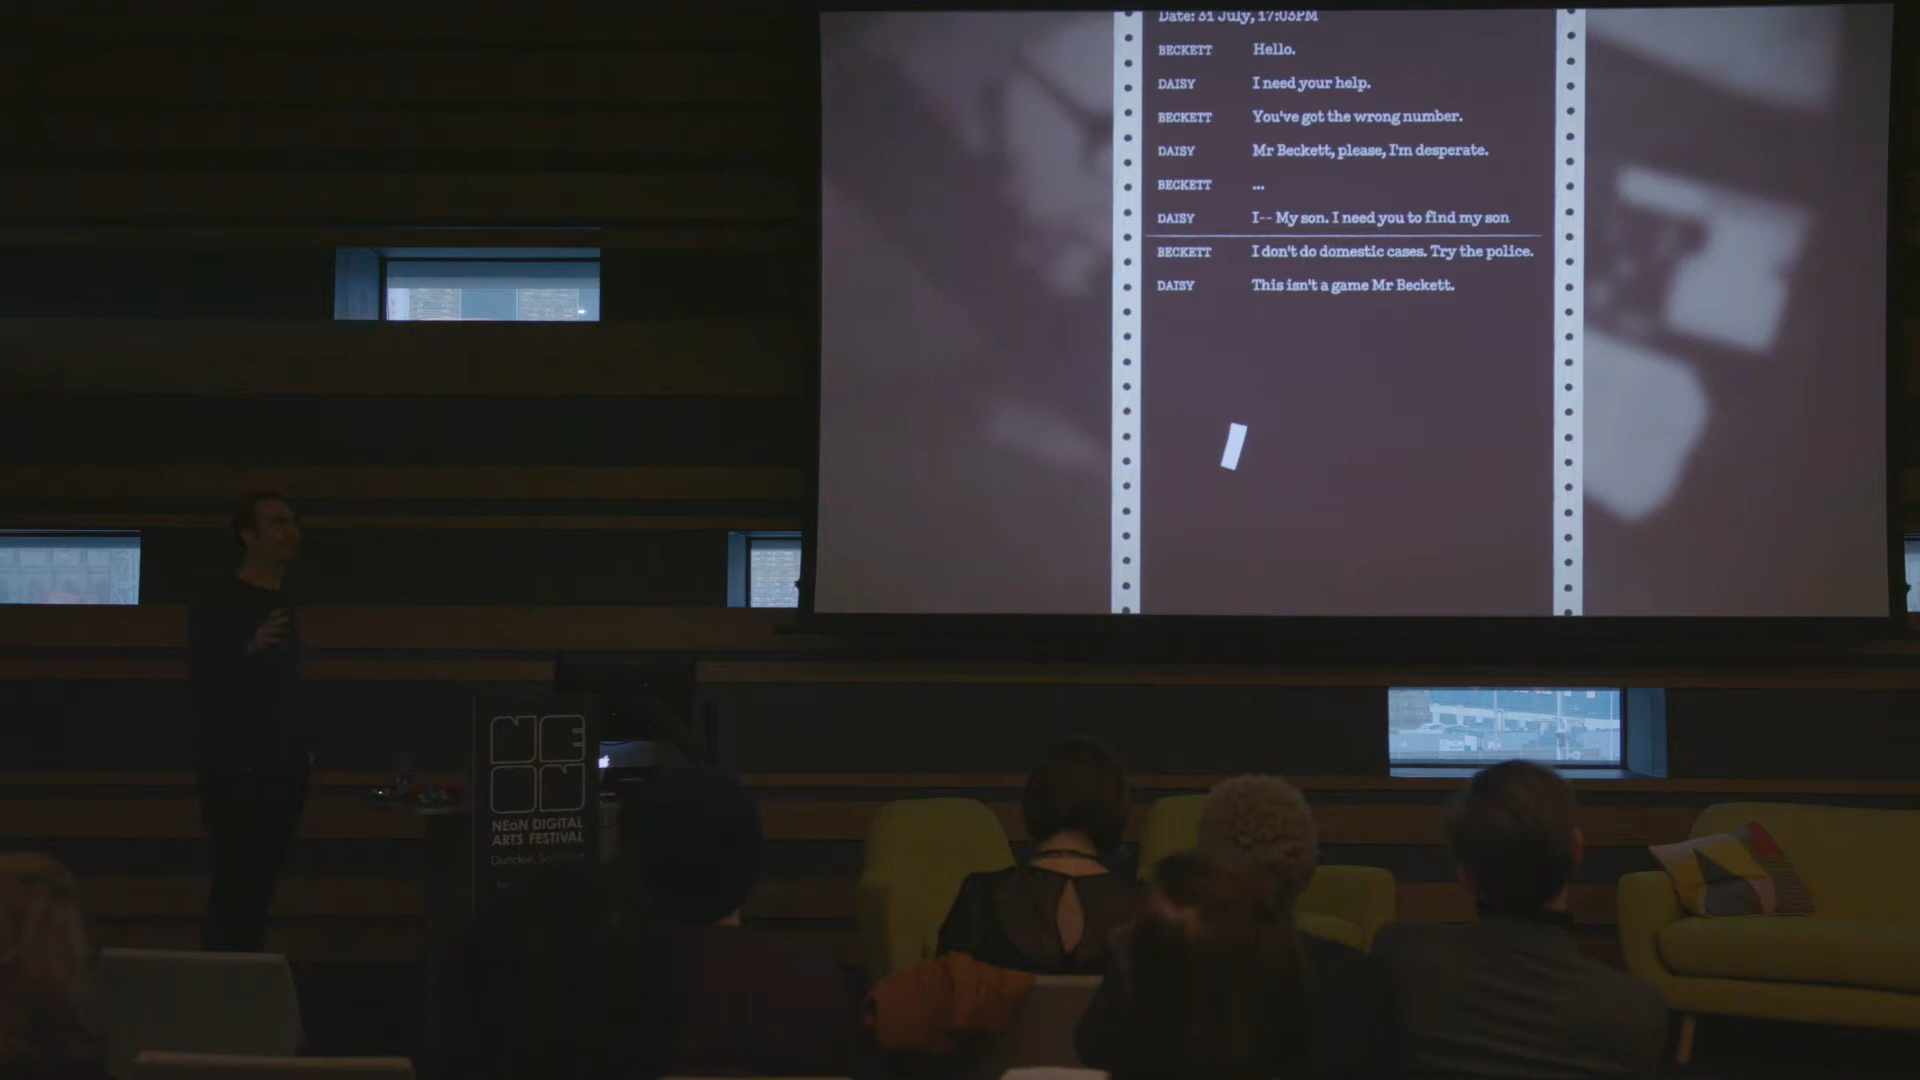 Date: 31 July, 17:03PM
BECKETT Hello.
DAISY I need your help.
BECKETT You've got the wrong number.
DAISY Mr Beckett, please, I'm desperate.
BECKETT ...
DAISY I-- My son. I need you to find my son
BECKETT I don't do domestic cases. Try the police.
DAISY This isn't a game Mr Beckett.
NEON
NEoN DIGITAL
ARTS FESTIVAL
Dundee, Scotland